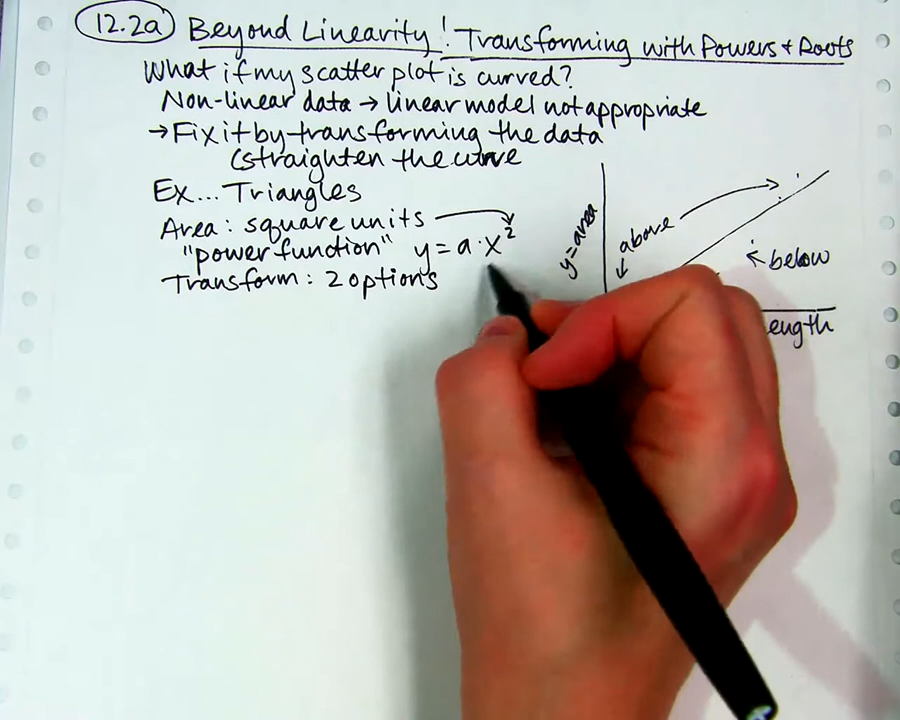 12.2a Beyond Linearity! Transforming with Powers + Roots
What if my scatter plot is curved?
Non-linear data → linear model not appropriate
→ Fix it by transforming the data
(straighten the curve
Ex... Triangles
Area: square units
"power function" y = a·x²
Transform: 2 options
y = area
above
below
ength